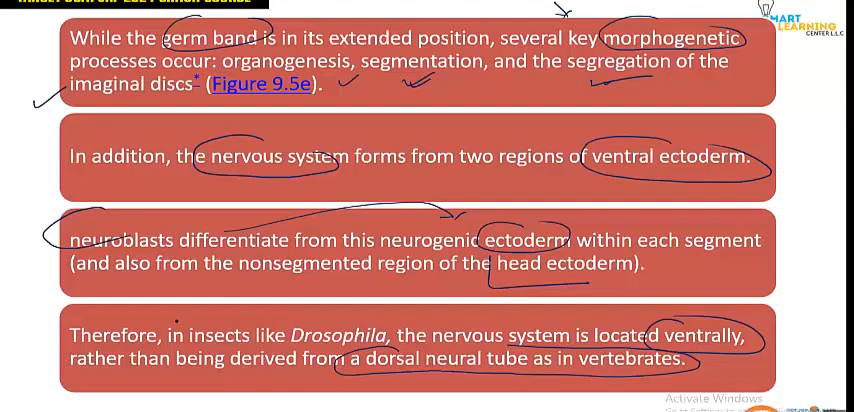 MART
LEARNING
CENTER L.L.C
While the germ band is in its extended position, several key morphogenetic
processes occur: organogenesis, segmentation, and the segregation of the
imaginal discs* (Figure 9.5e).
In addition, the nervous system forms from two regions of ventral ectoderm.
neuroblasts differentiate from this neurogenic ectoderm within each segment
(and also from the nonsegmented region of the head ectoderm).
Therefore, in insects like Drosophila, the nervous system is located ventrally,
rather than being derived from a dorsal neural tube as in vertebrates.
Activate Windows